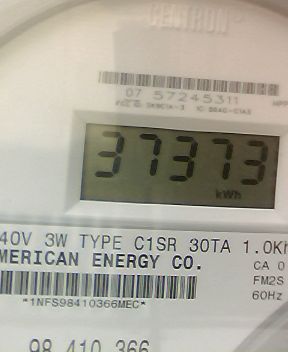 CENTRON
07 57245311
37373
kWh
40V 3W TYPE C1SR 30TA 1.0Kh
MERICAN ENERGY CO.
CA 0
FM2S
60Hz
*1NFS98410366MEC*
98 410 366